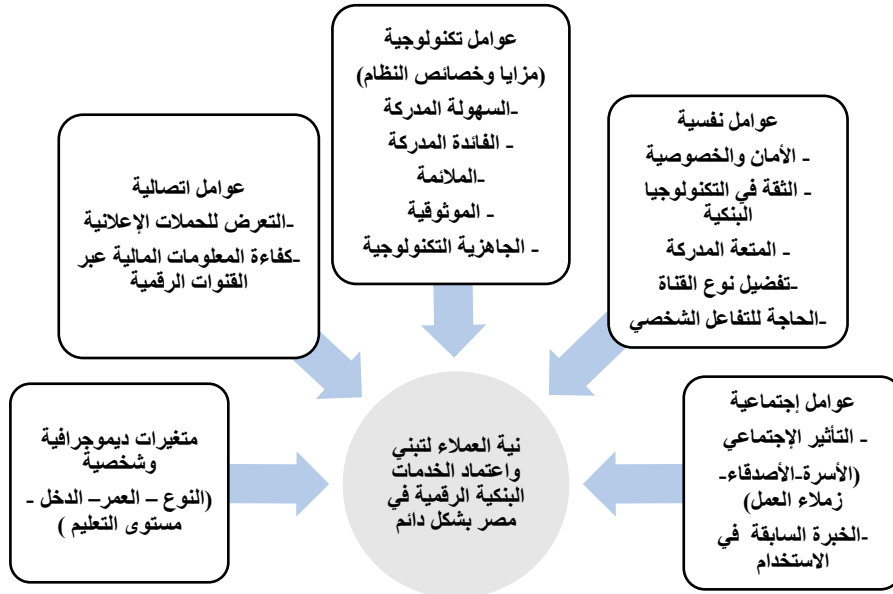 عوامل تكنولوجية
(مزايا وخصائص النظام)
-السهولة المدركة
- الفائدة المدركة
-الملائمة
- الموثوقية
- الجاهزية التكنولوجية
عوامل نفسية
- الأمان والخصوصية
- الثقة في التكنولوجيا
البنكية
- المتعة المدركة
-تفضيل نوع القناة
-الحاجة للتفاعل الشخصي
عوامل اتصالية
-التعرض للحملات الإعلانية
-كفاءة المعلومات المالية عبر
القنوات الرقمية
عوامل إجتماعية
- التأثير الإجتماعي
(الأسرة-الأصدقاء-
زملاء العمل)
-الخبرة السابقة في
الاستخدام
متغيرات ديموجرافية
وشخصية
(النوع – العمر– الدخل -
مستوى التعليم )
نية العملاء لتبني
واعتماد الخدمات
البنكية الرقمية في
مصر بشكل دائم